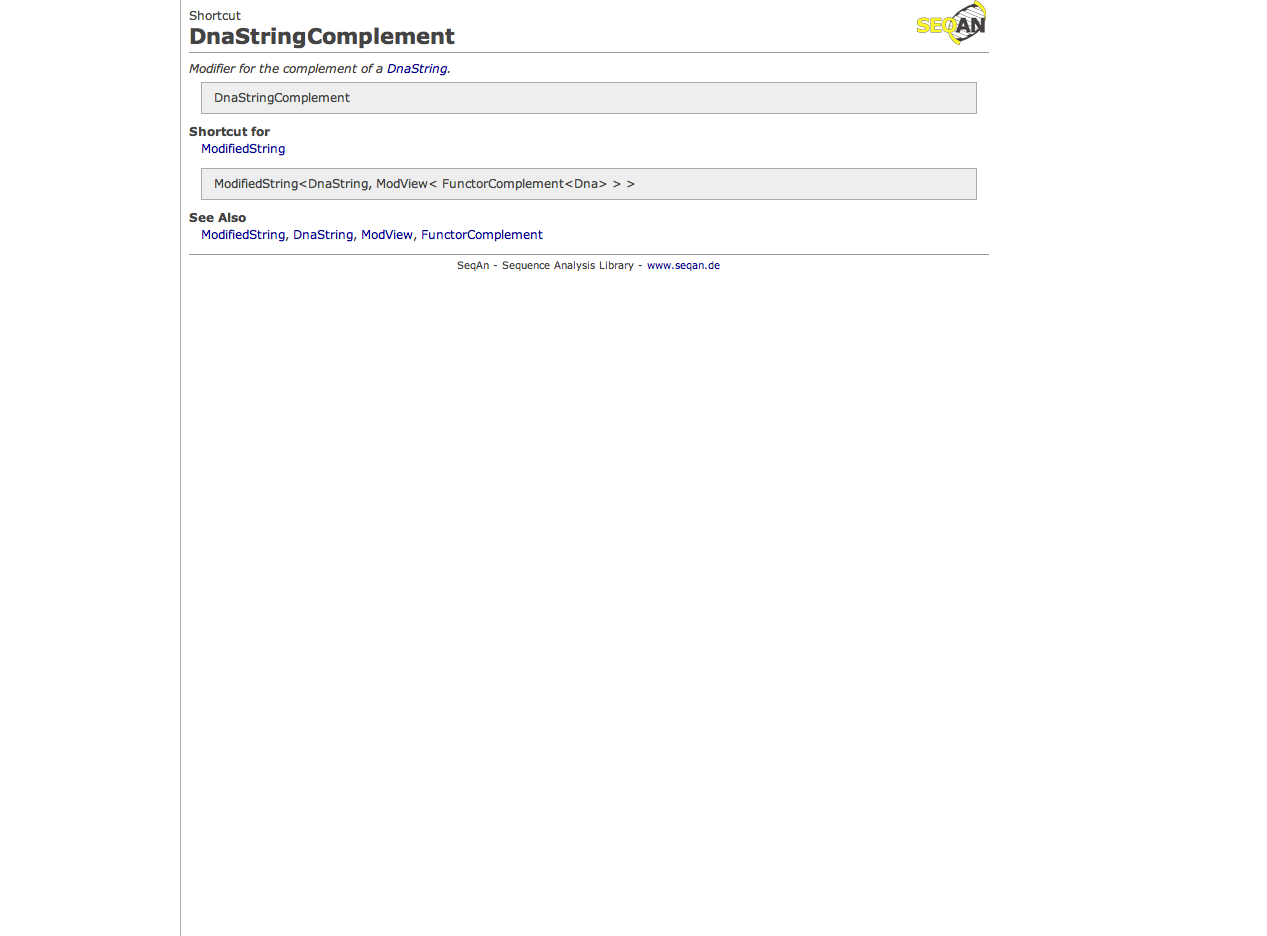 Shortcut
SEQAN
DnaStringComplement
Modifier for the complement of a DnaString.
DnaStringComplement
Shortcut for
ModifiedString
ModifiedString<DnaString, ModView< FunctorComplement<Dna> > >
See Also
ModifiedString, DnaString, ModView, FunctorComplement
SeqAn - Sequence Analysis Library - www.seqan.de